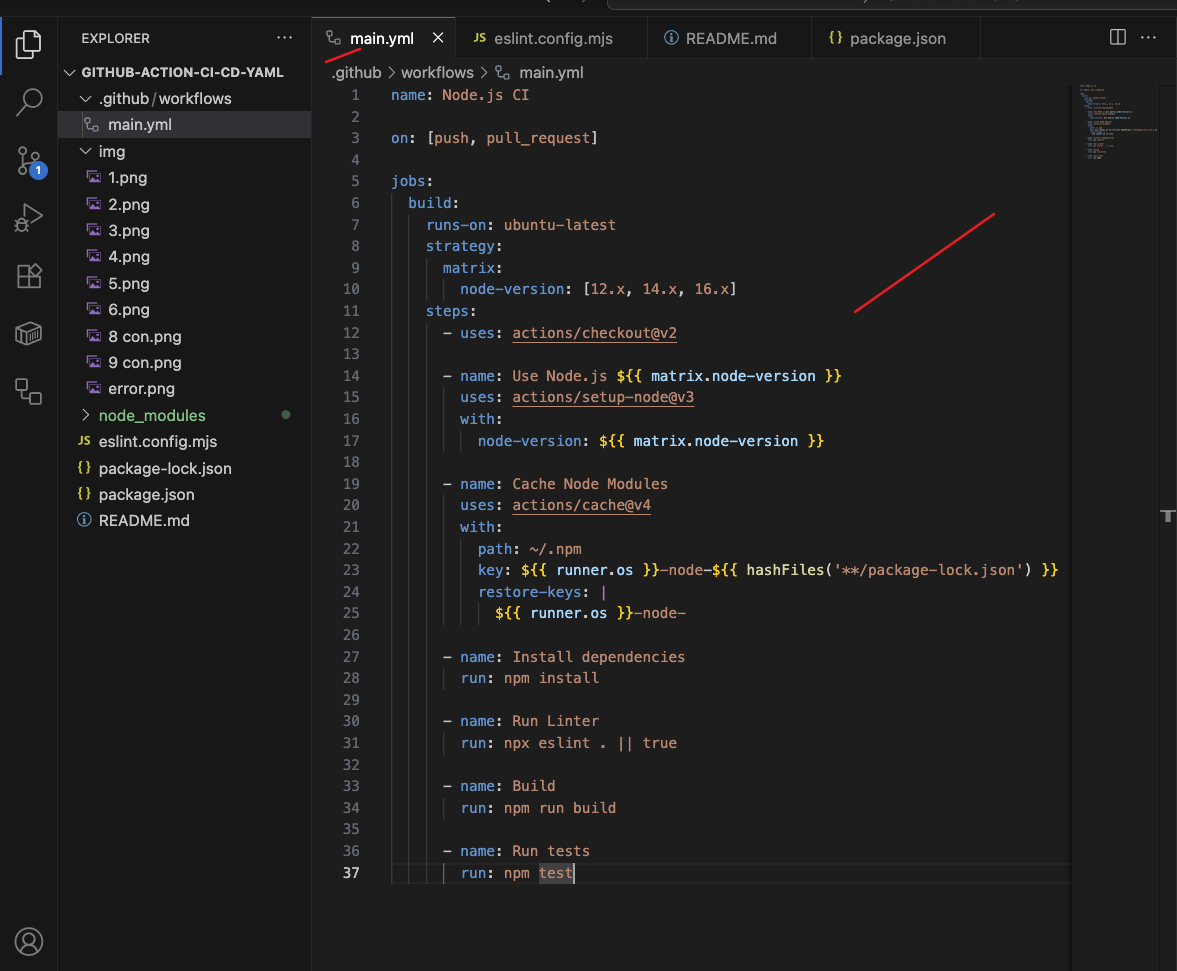 EXPLORER
main.yml
JS eslint.config.mjs
README.md
{} package.json
GITHUB-ACTION-CI-CD-YAML
.github / workflows
main.yml
1
img
1.png
2.png
3.png
4.png
5.png
6.png
8 con.png
9 con.png
error.png
node_modules
JS eslint.config.mjs
{} package-lock.json
{} package.json
README.md
.github > workflows > main.yml
1 name: Node.js CI
2
3 on: [push, pull_request]
4
5 jobs:
6 build:
7 runs-on: ubuntu-latest
8 strategy:
9 matrix:
10 node-version: [12.x, 14.x, 16.x]
11 steps:
12 - uses: actions/checkout@v2
13
14 - name: Use Node.js ${{ matrix.node-version }}
15 uses: actions/setup-node@v3
16 with:
17 node-version: ${{ matrix.node-version }}
18
19 - name: Cache Node Modules
20 uses: actions/cache@v4
21 with:
22 path: ~/.npm
23 key: ${{ runner.os }}-node-${{ hashFiles('**/package-lock.json') }}
24 restore-keys: |
25 ${{ runner.os }}-node-
26
27 - name: Install dependencies
28 run: npm install
29
30 - name: Run Linter
31 run: npx eslint . || true
32
33 - name: Build
34 run: npm run build
35
36 - name: Run tests
37 run: npm test